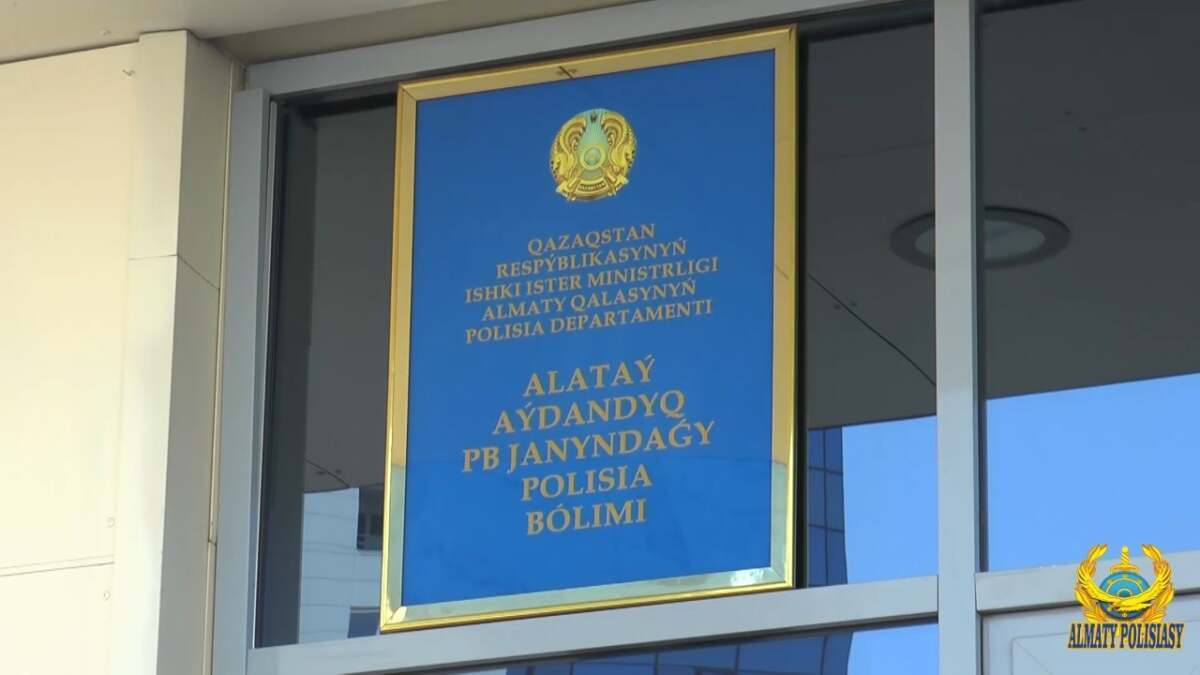 QAZAQSTAN
RESPÝBLIKASYNYŃ
ISHKI ISTER MINISTRLIGI
ALMATY QALASYNYŃ
POLISIA DEPARTAMENTI
ALATAÝ
AÝDANDYQ
PB JANYNDAǴY
POLISIA
BÓLIMI
ALMATY POLISIASY